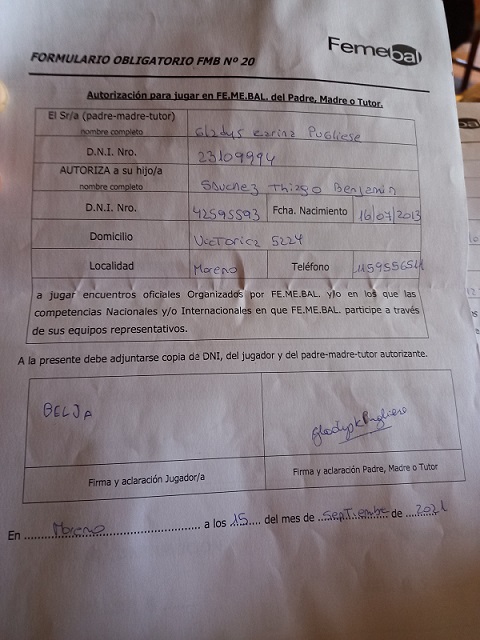 Femebal
FORMULARIO OBLIGATORIO FMB Nº 20
Autorización para jugar en FE.ME.BAL. del Padre, Madre o Tutor.
El Sr/a (padre-madre-tutor)
nombre completo
Gladys Karina Pugliese
D.N.I. Nro.
23109994
AUTORIZA a su hijo/a
nombre completo
Sanchez Thiago Benjamin
D.N.I. Nro.
42595593
Fcha. Nacimiento
16/07/2013
Domicilio
Victorica 5224
Localidad
Moreno
Teléfono
a jugar encuentros oficiales Organizados por FE.ME.BAL. y/o en los que las
competencias Nacionales y/o Internacionales en que FE.ME.BAL. participe a través
de sus equipos representativos.
A la presente debe adjuntarse copia de DNI, del jugador y del padre-madre-tutor autorizante.
gladyskPugliese
Firma y aclaración Jugador/a
Firma y aclaración Padre, Madre o Tutor
En Moreno a los 15 del mes de septiembre de 2021